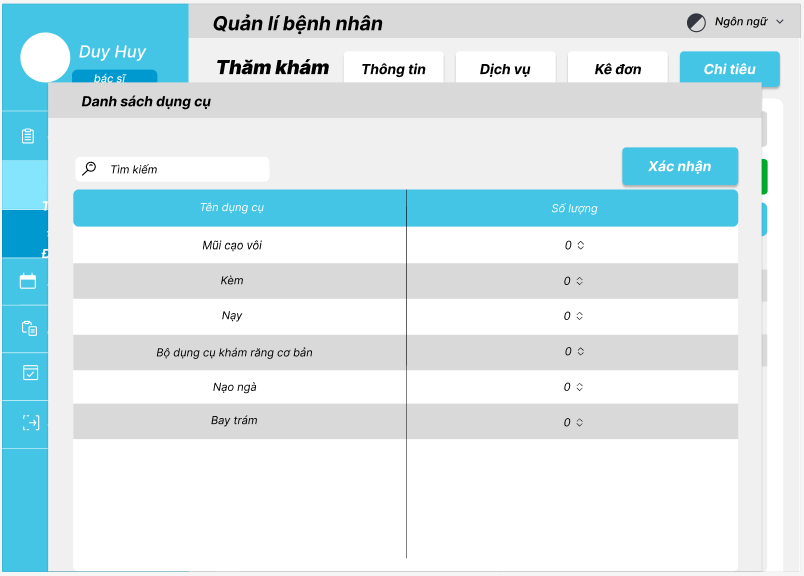 Quản lí bệnh nhân
Ngôn ngữ
Duy Huy
bác sĩ
Thăm khám
Thông tin
Dịch vụ
Kê đơn
Chi tiêu
Danh sách dụng cụ
Tìm kiếm
Xác nhận
Tên dụng cụ
Số lượng
Mũi cạo vôi
0
Kèm
0
Nạy
0
Bộ dụng cụ khám răng cơ bản
0
Nạo ngà
0
Bay trám
0